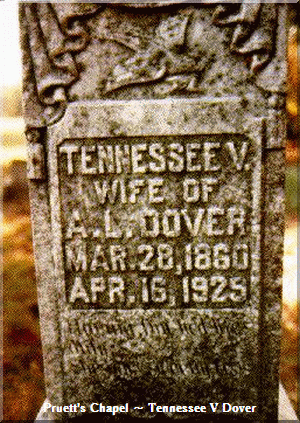 TENNESSEE V.
WIFE OF
A.L. DOVER
MAR. 28, 1860
APR. 16, 1925
Pruett's Chapel ~ Tennessee V Dover